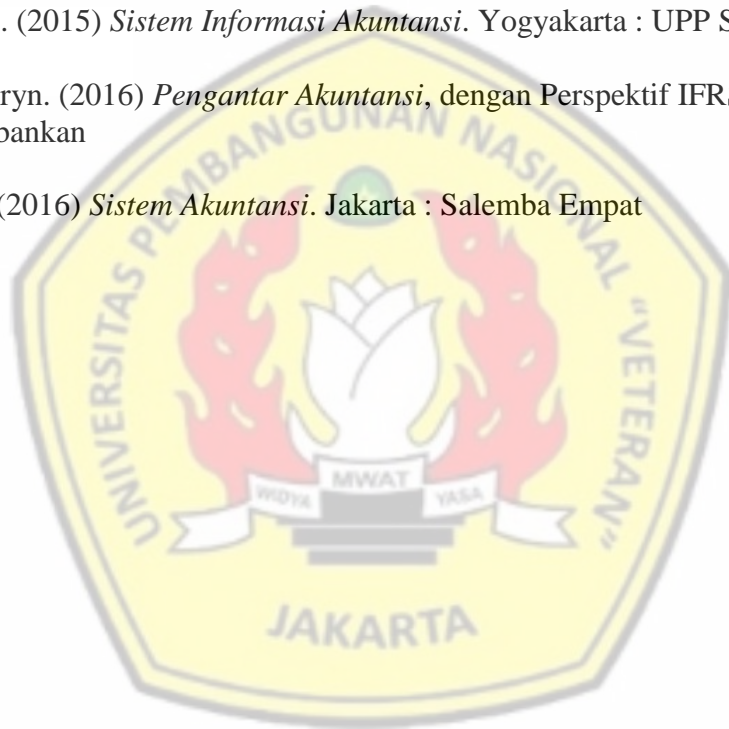 . (2015) Sistem Informasi Akuntansi. Yogyakarta : UPP S
ryn. (2016) Pengantar Akuntansi, dengan Perspektif IFRS
bankan
(2016) Sistem Akuntansi. Jakarta : Salemba Empat
UNIVERSITAS PEMBANGUNAN NASIONAL "VETERAN"
WIDYA MWAT YASA
JAKARTA